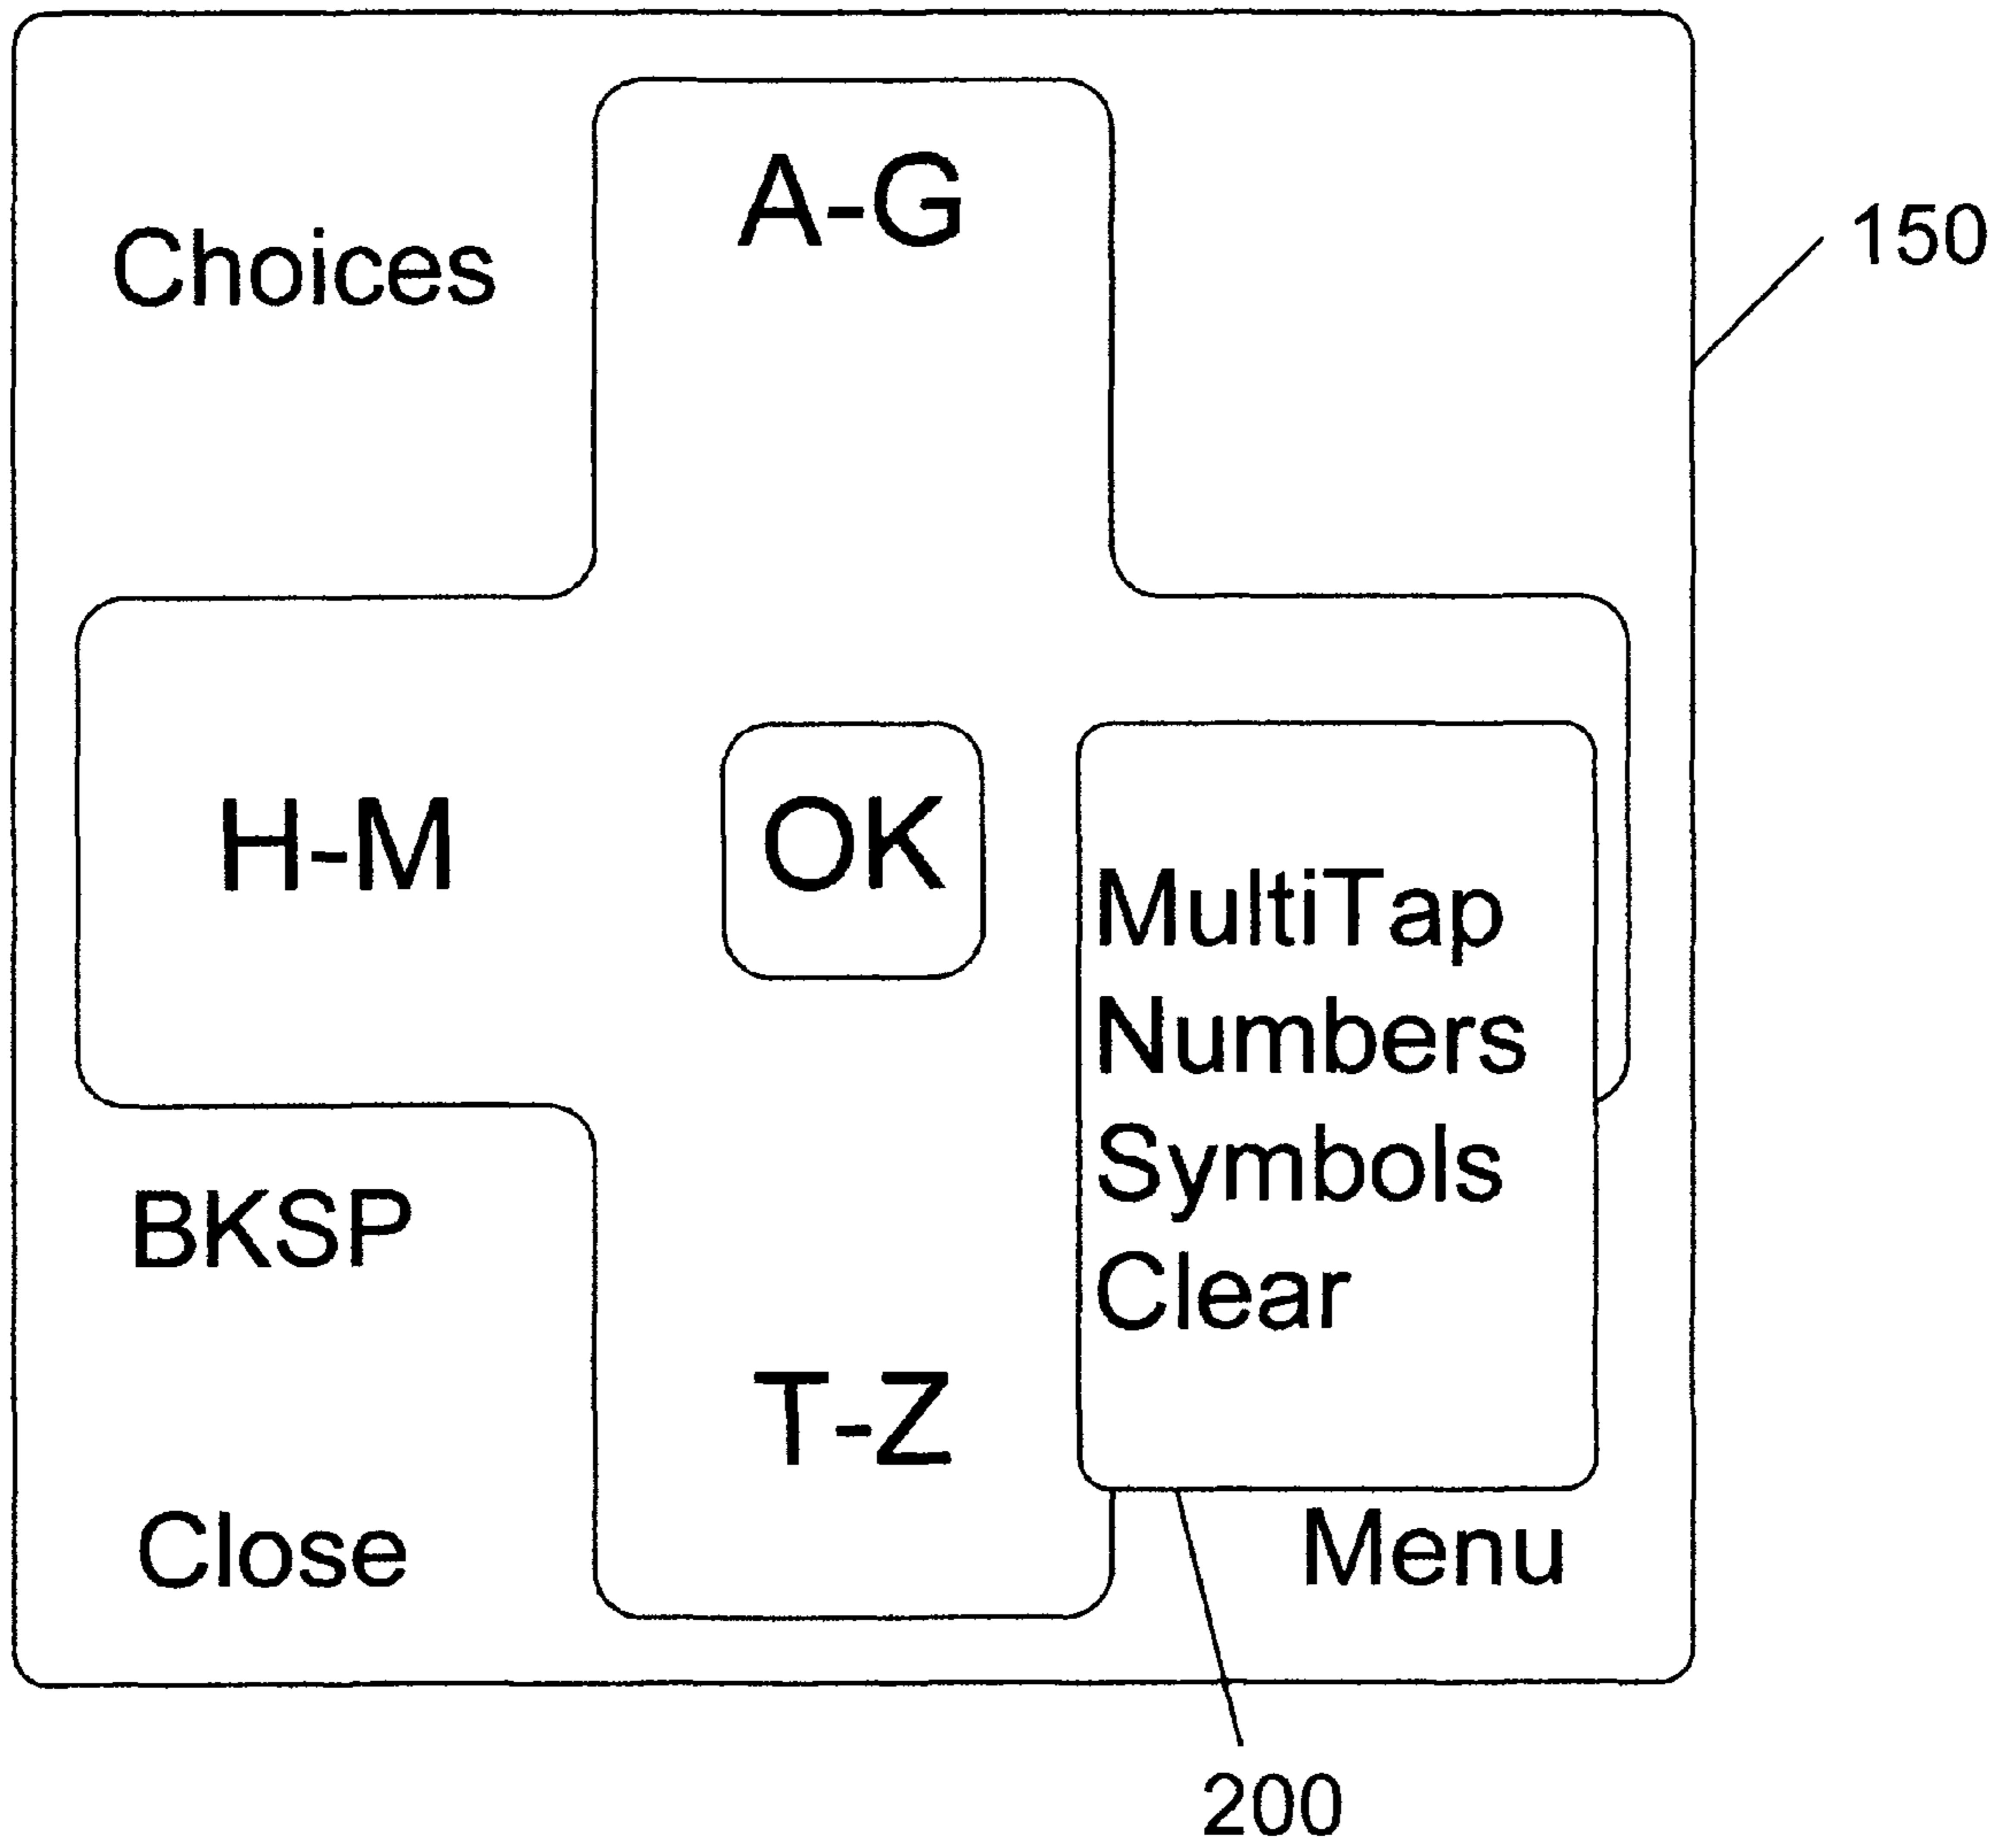 A-G
Choices
150
H-M
OK
MultiTap
Numbers
Symbols
Clear
BKSP
T-Z
Close
Menu
200